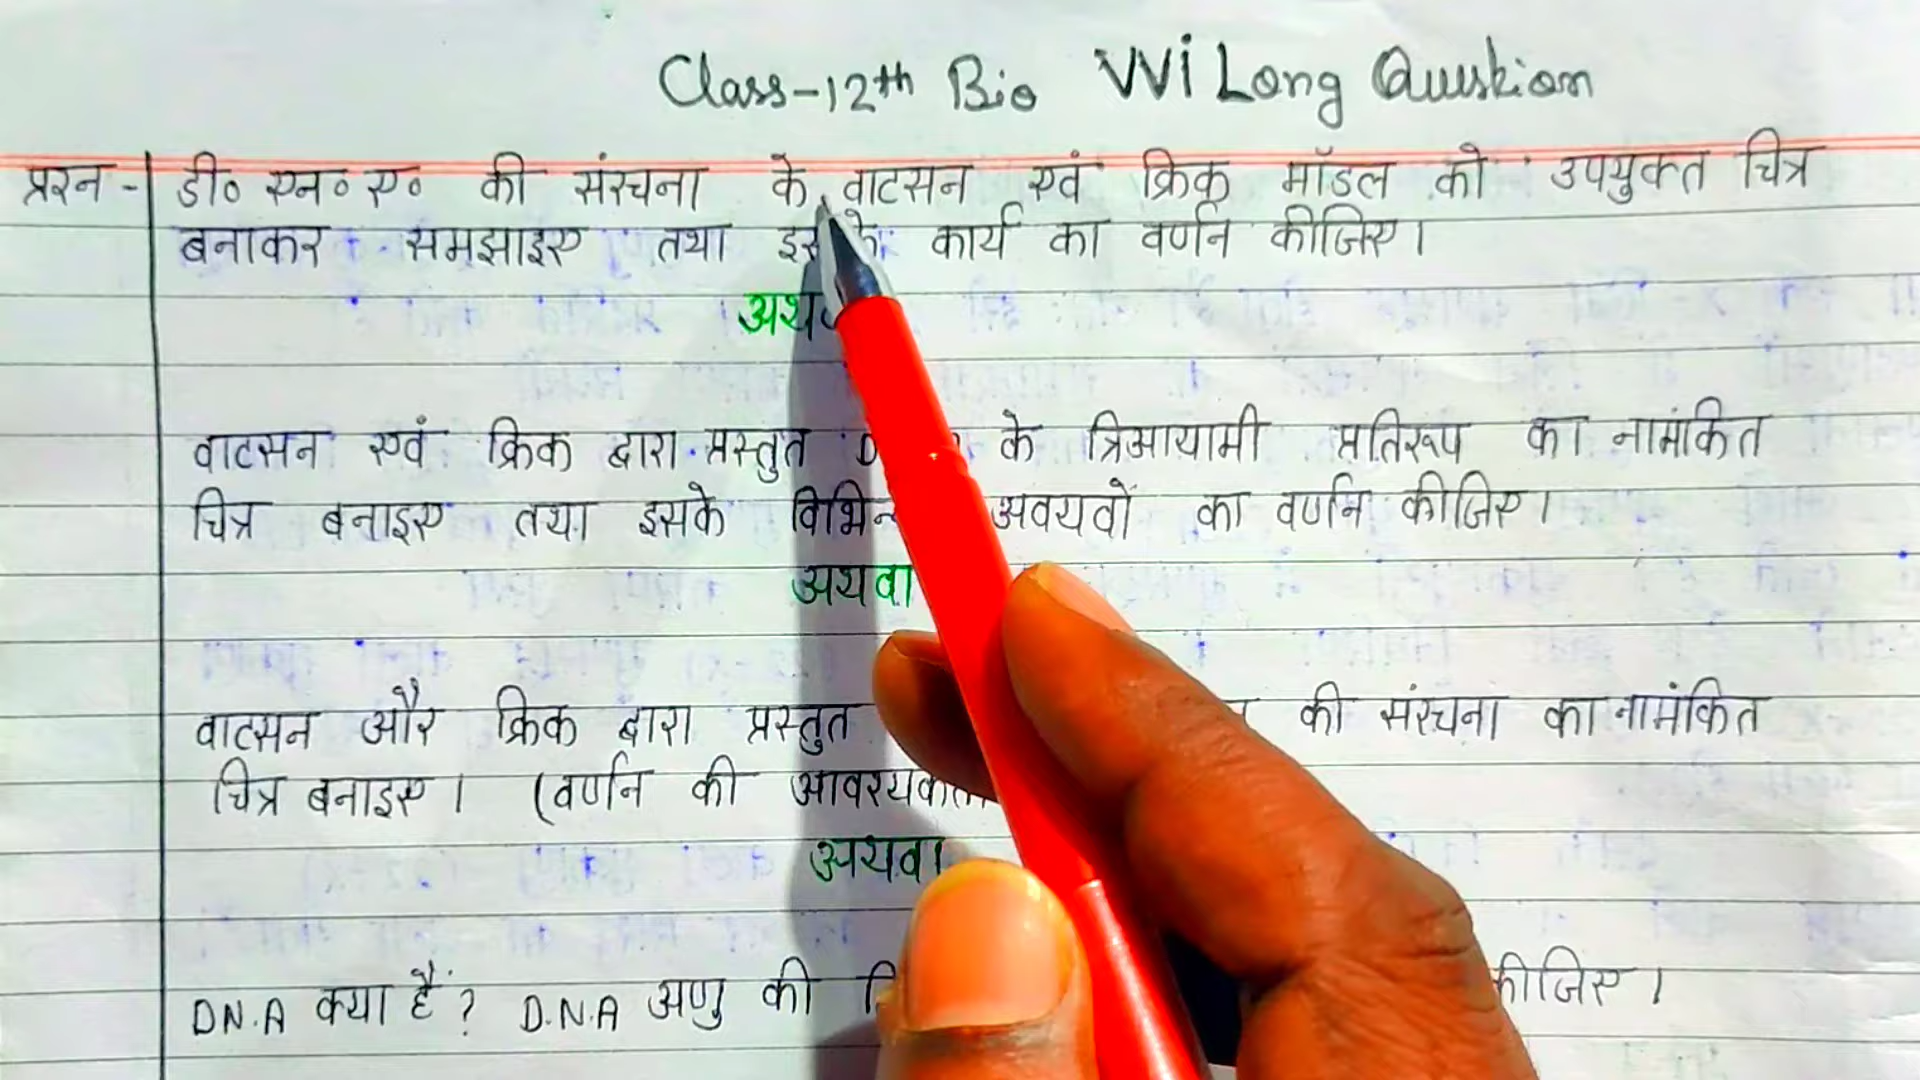 Class-12th Bio VVi Long Question
प्रश्न - डी० एन० ए० की संरचना के वाटसन एवं क्रिक मॉडल को उपयुक्त चित्र
बनाकर समझाइए तथा इसके कार्य का वर्णन कीजिए।
वाटसन एवं क्रिक द्वारा प्रस्तुत के त्रिआयामी प्रतिरूप का नामंकित
चित्र बनाइए तथा इसके विभिन्न अवयवों का वर्णन कीजिए।
अथवा
वाटसन और क्रिक द्वारा प्रस्तुत की संरचना का नामंकित
चित्र बनाइए। (वर्णन की
अथवा
D.N.A क्या है? D.N.A अणु की कीजिए।